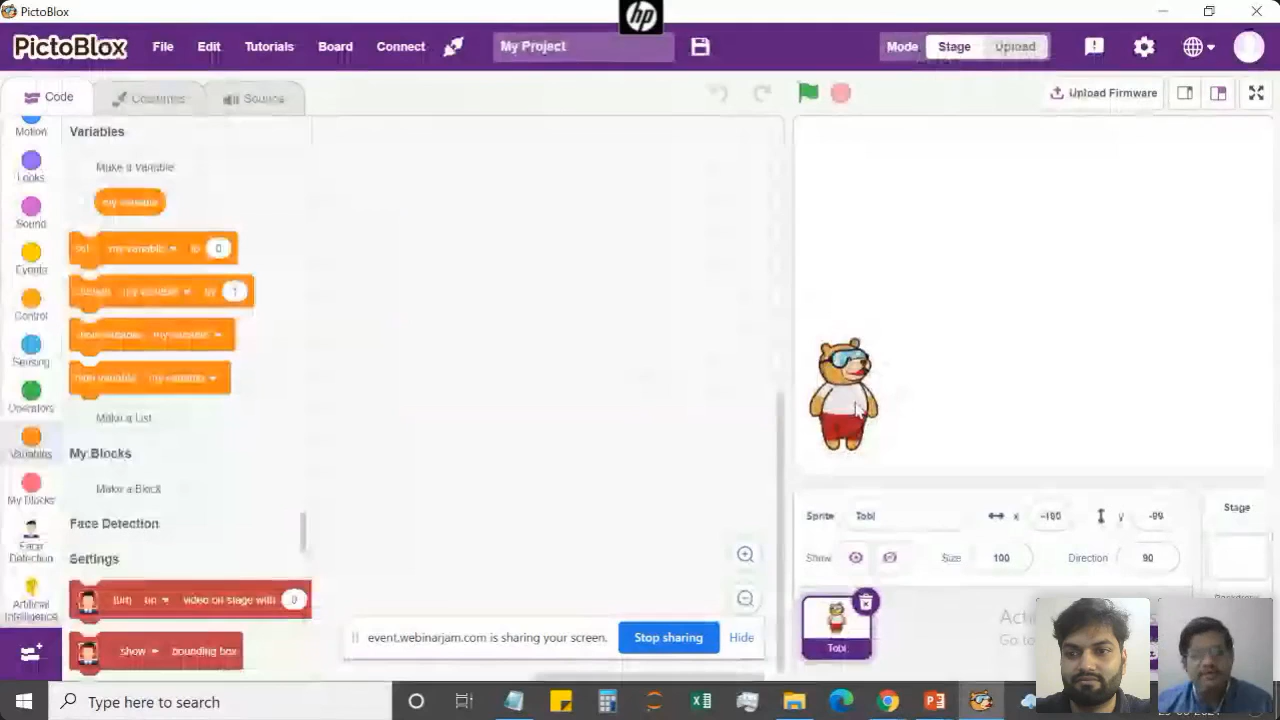 PictoBlox
hp
PictoBlox File Edit Tutorials Board Connect My Project Mode Stage Upload
Code Costumes Sounds Upload Firmware
Motion
Looks
Sound
Events
Control
Sensing
Operators
Variables
My Blocks
Face
Detection
Artificial
Intelligence
Variables
Make a Variable
my variable
set my variable to 0
change my variable by 1
show variable my variable
hide variable my variable
Make a List
My Blocks
Make a Block
Face Detection
Settings
turn on video on stage with 0
show bounding box
Sprite Tobi x -180 y -99
Show Size 100 Direction 90
Tobi
Stage
event.webinarjam.com is sharing your screen. Stop sharing Hide
Go to
Type here to search